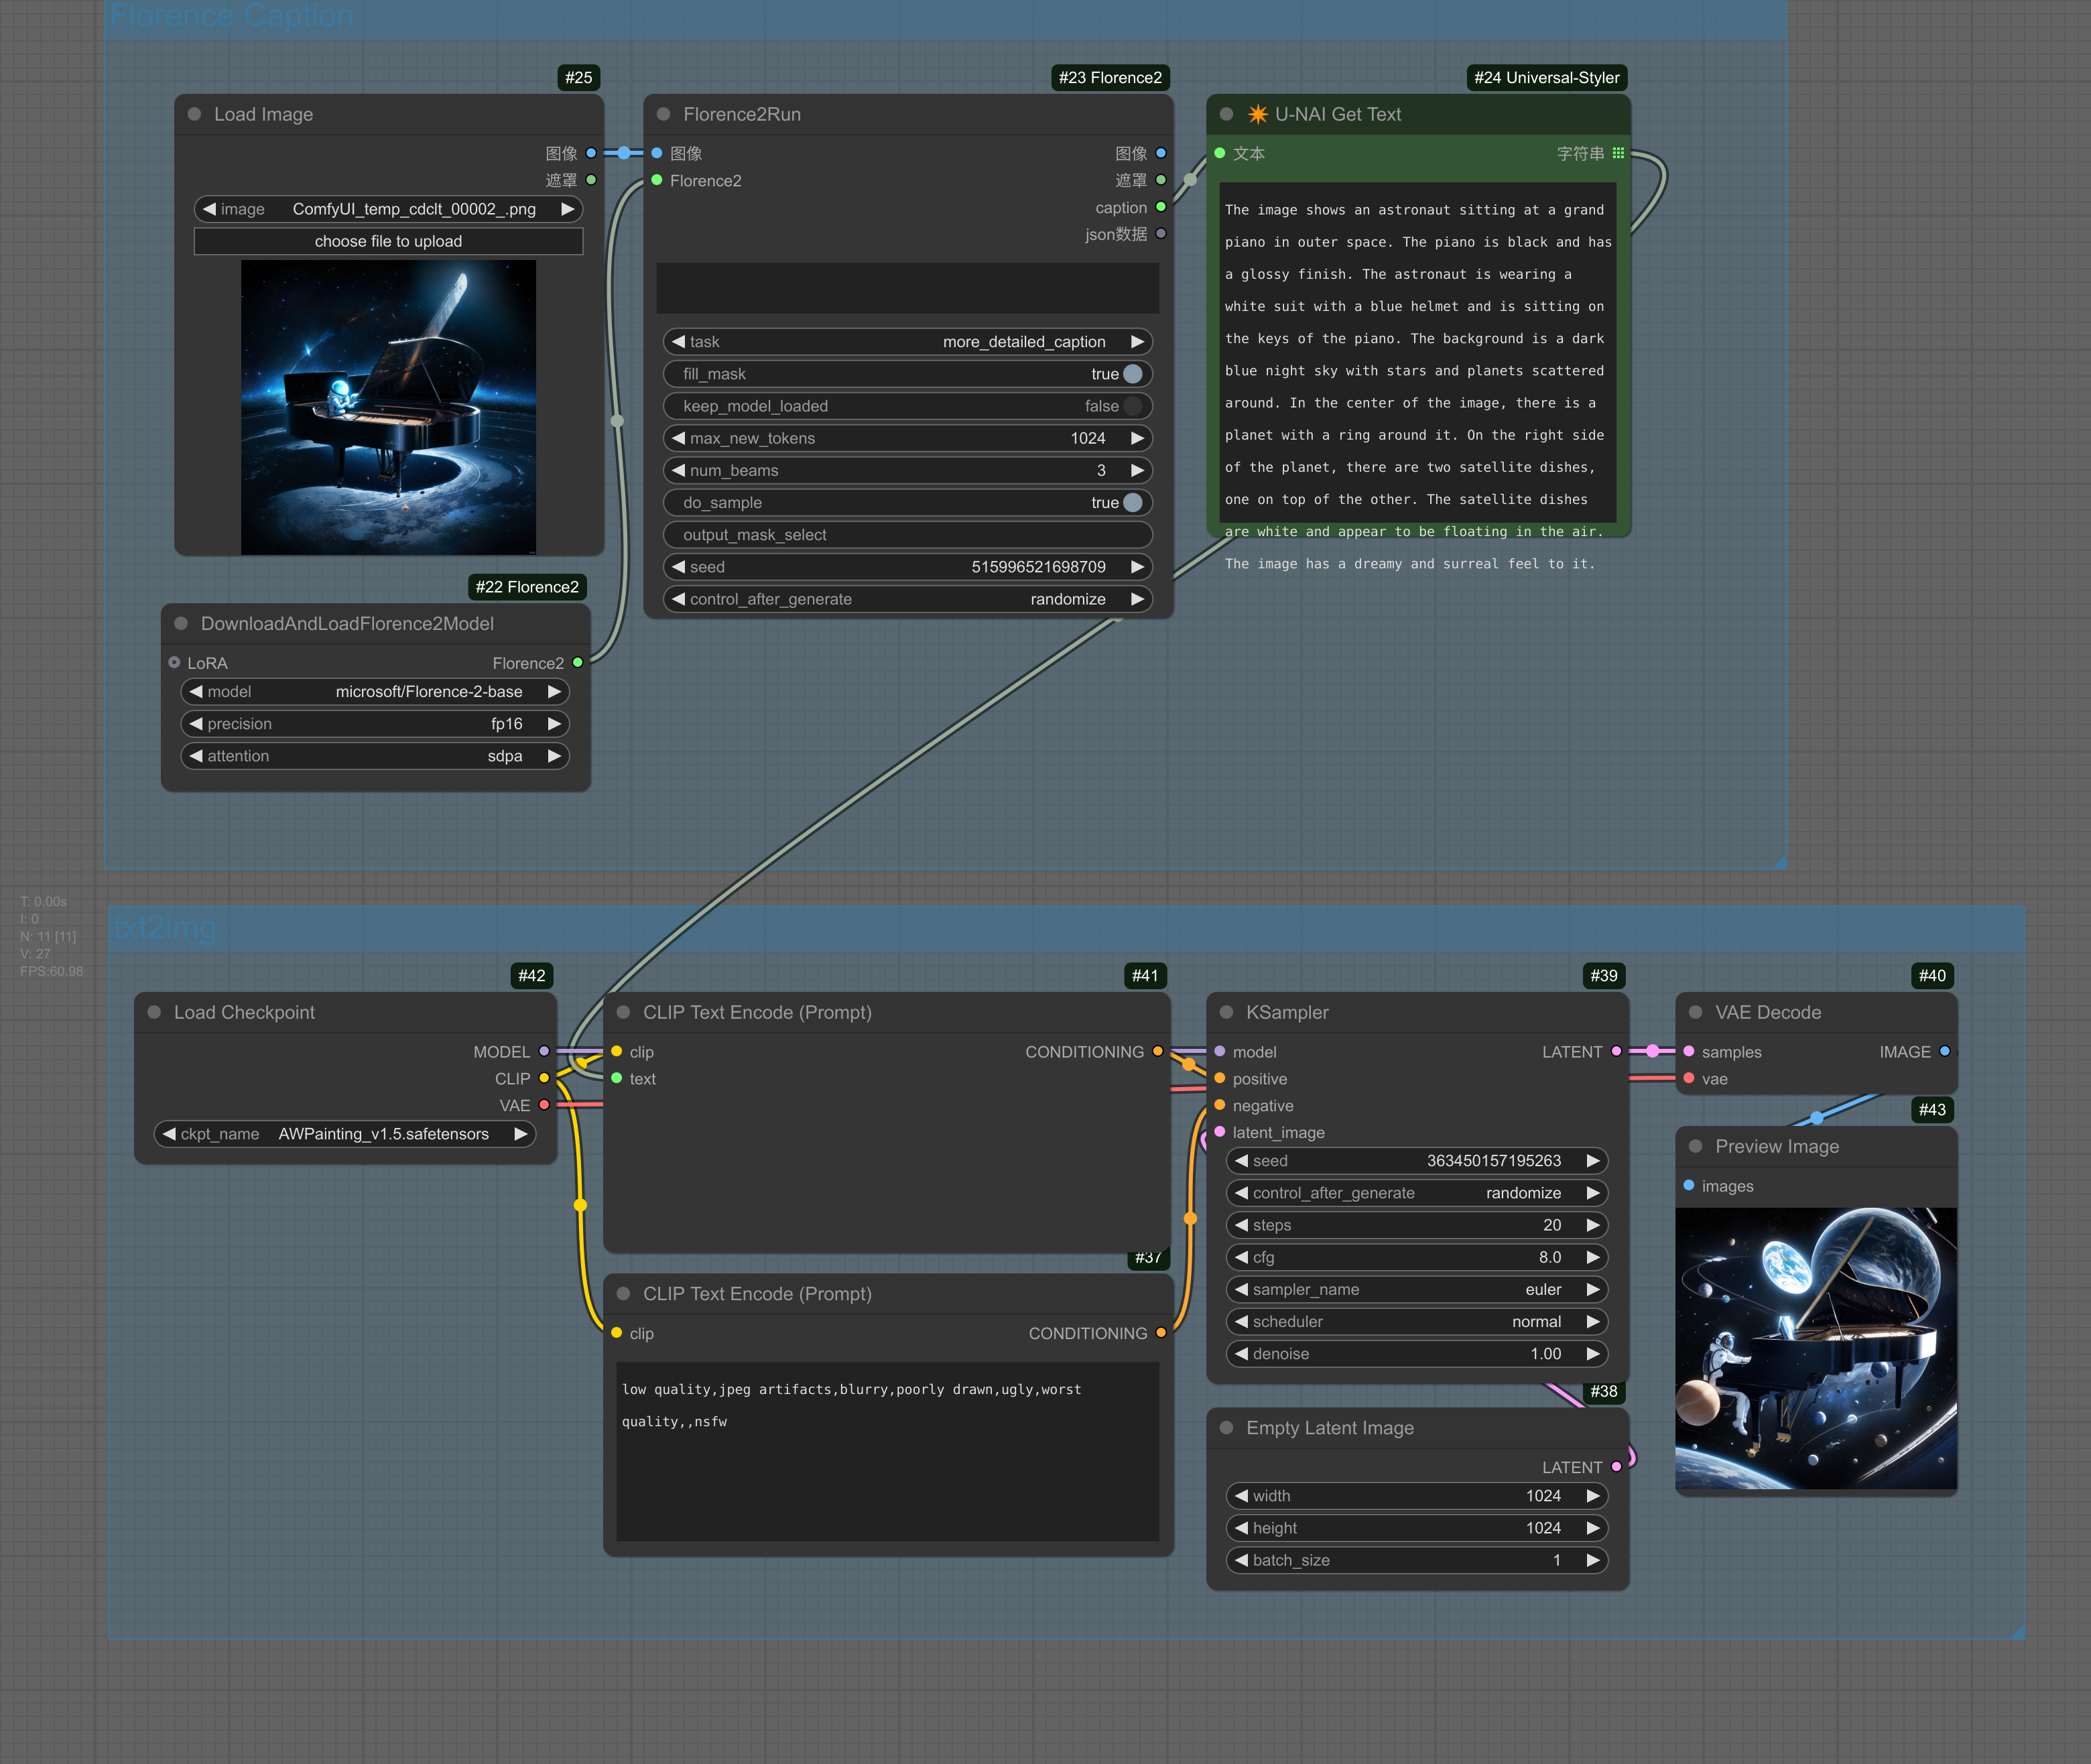 Florence Caption
#25
Load Image
图像
遮罩
image ComfyUI_temp_cdclt_00002_.png
choose file to upload
#22 Florence2
DownloadAndLoadFlorence2Model
LoRA Florence2
model microsoft/Florence-2-base
precision fp16
attention sdpa
#23 Florence2
Florence2Run
图像 图像
Florence2 遮罩
caption
json数据
task more_detailed_caption
fill_mask true
keep_model_loaded false
max_new_tokens 1024
num_beams 3
do_sample true
output_mask_select
seed 515996521698709
control_after_generate randomize
#24 Universal-Styler
U-NAI Get Text
文本 字符串
The image shows an astronaut sitting at a grand
piano in outer space. The piano is black and has
a glossy finish. The astronaut is wearing a
white suit with a blue helmet and is sitting on
the keys of the piano. The background is a dark
blue night sky with stars and planets scattered
around. In the center of the image, there is a
planet with a ring around it. On the right side
of the planet, there are two satellite dishes,
one on top of the other. The satellite dishes
are white and appear to be floating in the air.
The image has a dreamy and surreal feel to it.
T: 0.00s
I: 0
N: 11 [11]
V: 27
FPS:60.98
txt2img
#42
Load Checkpoint
MODEL
CLIP
VAE
ckpt_name AWPainting_v1.5.safetensors
#41
CLIP Text Encode (Prompt)
clip CONDITIONING
text
#37
CLIP Text Encode (Prompt)
clip CONDITIONING
low quality,jpeg artifacts,blurry,poorly drawn,ugly,worst
quality,,nsfw
#39
KSampler
model LATENT
positive
negative
latent_image
seed 363450157195263
control_after_generate randomize
steps 20
cfg 8.0
sampler_name euler
scheduler normal
denoise 1.00
#38
Empty Latent Image
LATENT
width 1024
height 1024
batch_size 1
#40
VAE Decode
samples IMAGE
vae
#43
Preview Image
images